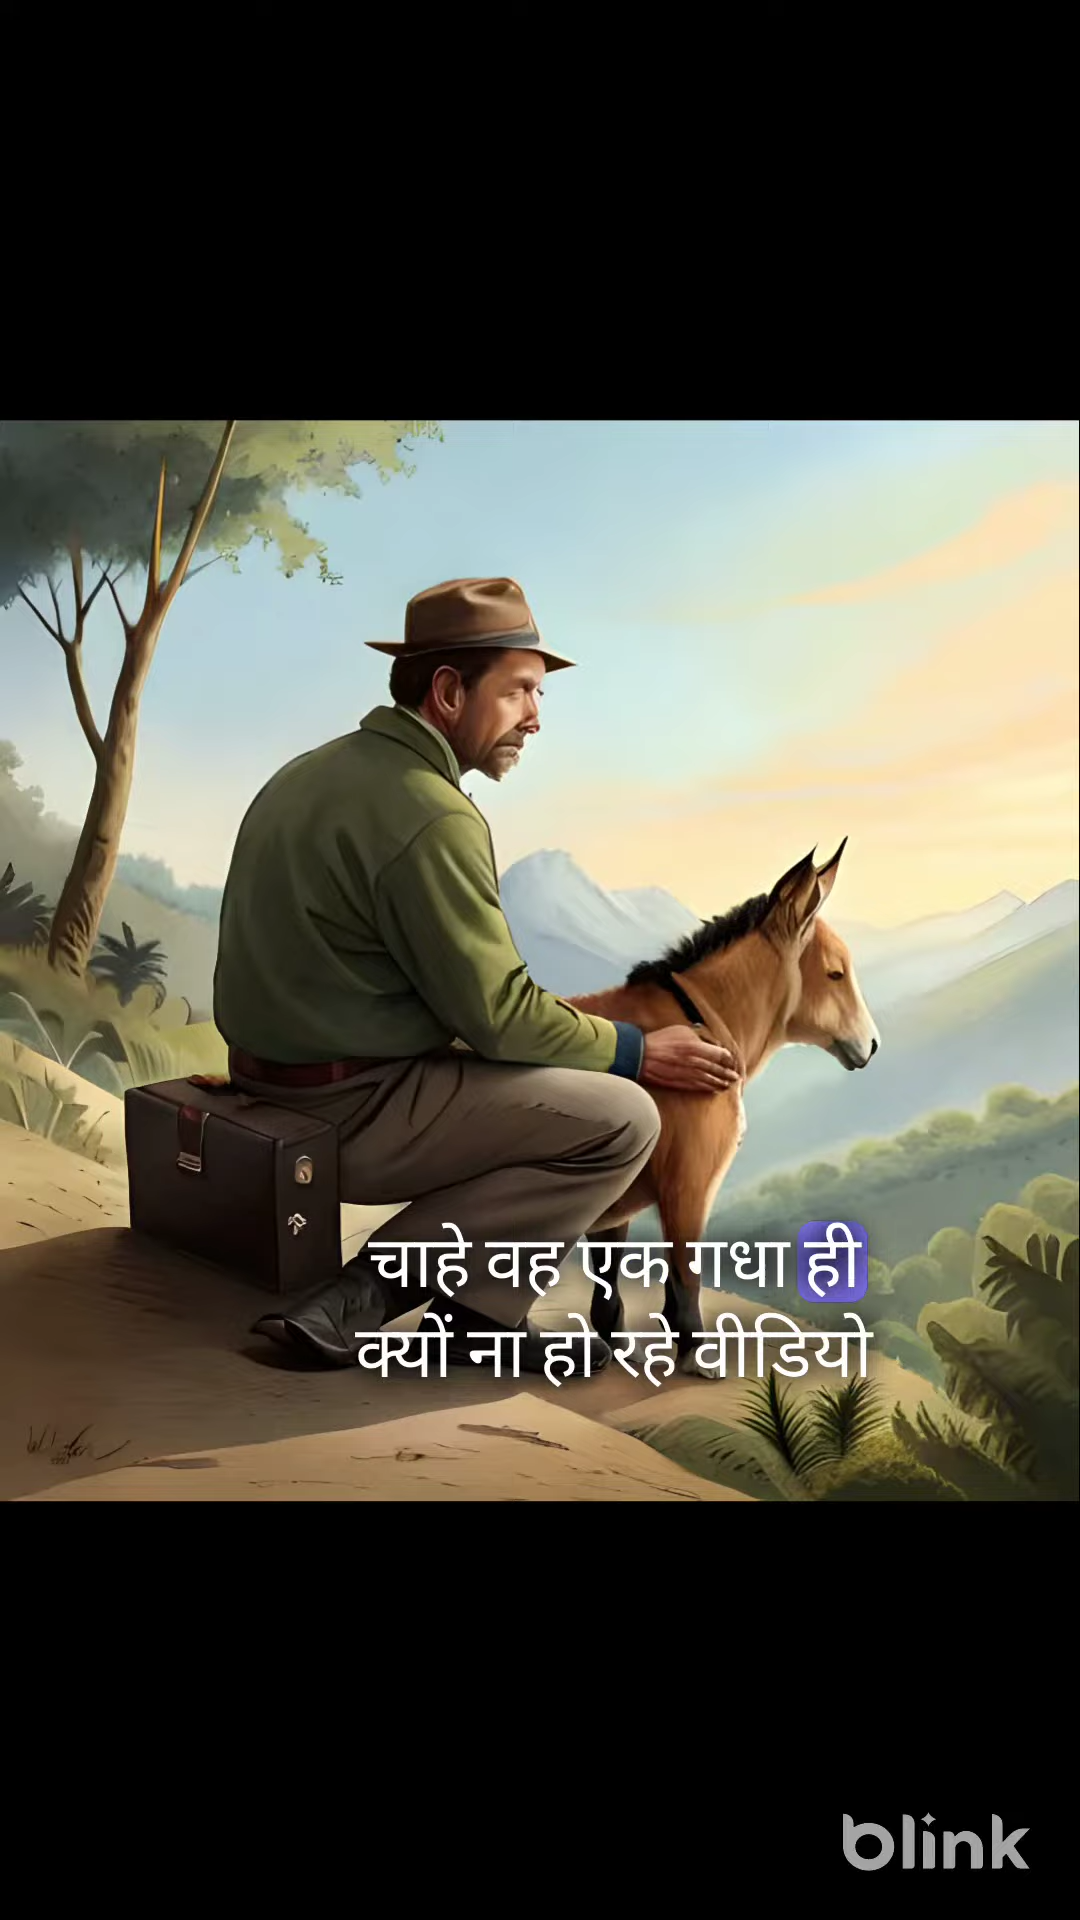 चाहे वह एक गधा ही
क्यों ना हो रहे वीडियो
blink